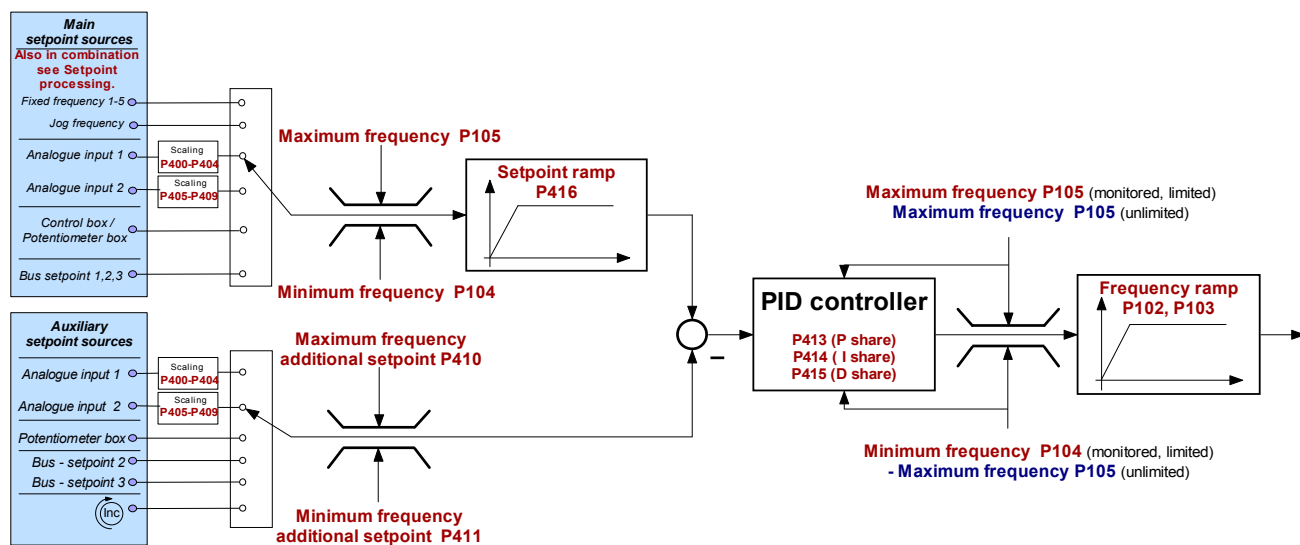 Main
setpoint sources
Also in combination
see Setpoint
processing.
Fixed frequency 1-5
Jog frequency
Analogue input 1
Scaling
P400-P404
Analogue input 2
Scaling
P405-P409
Control box /
Potentiometer box
Bus setpoint 1,2,3
Maximum frequency P105
Minimum frequency P104
Setpoint ramp
P416
Auxiliary
setpoint sources
Analogue input 1
Scaling
P400-P404
Analogue input 2
Scaling
P405-P409
Potentiometer box
Bus - setpoint 2
Bus - setpoint 3
Inc
Maximum frequency
additional setpoint P410
Minimum frequency
additional setpoint P411
–
PID controller
P413 (P share)
P414 ( I share)
P415 (D share)
Maximum frequency P105 (monitored, limited)
Maximum frequency P105 (unlimited)
Minimum frequency P104 (monitored, limited)
- Maximum frequency P105 (unlimited)
Frequency ramp
P102, P103